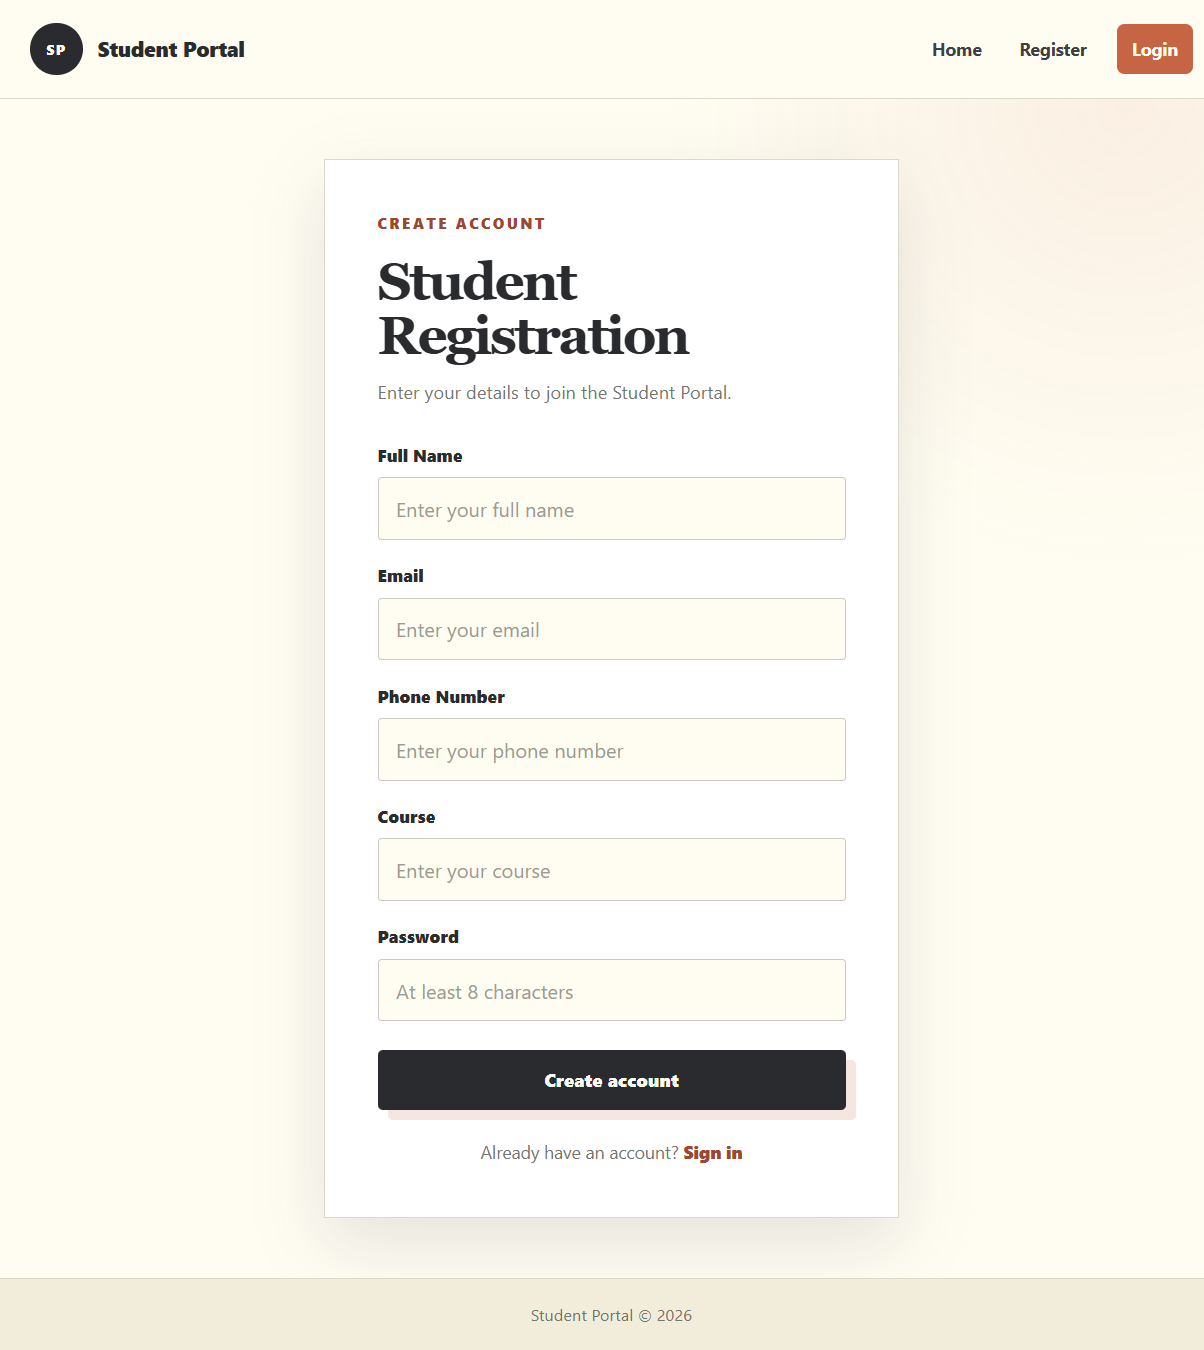 SP
Student Portal
Home
Register
Login
CREATE ACCOUNT
Student
Registration
Enter your details to join the Student Portal.
Full Name
Enter your full name
Email
Enter your email
Phone Number
Enter your phone number
Course
Enter your course
Password
At least 8 characters
Create account
Already have an account? Sign in
Student Portal © 2026